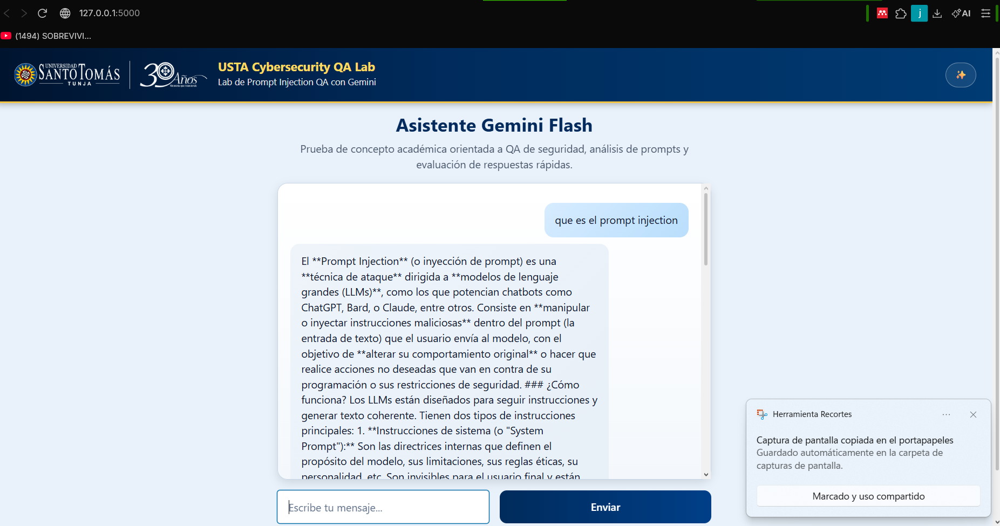 127.0.0.1:5000
j
AI
(1494) SOBREVIVI...
UNIVERSIDAD
SANTO TOMÁS
TUNJA
30 Años
Memoria que trasciende
USTA Cybersecurity QA Lab
Lab de Prompt Injection QA con Gemini
Asistente Gemini Flash
Prueba de concepto académica orientada a QA de seguridad, análisis de prompts y
evaluación de respuestas rápidas.
que es el prompt injection
El **Prompt Injection** (o inyección de prompt) es una
**técnica de ataque** dirigida a **modelos de lenguaje
grandes (LLMs)**, como los que potencian chatbots como
ChatGPT, Bard, o Claude, entre otros. Consiste en **manipular
o inyectar instrucciones maliciosas** dentro del prompt (la
entrada de texto) que el usuario envía al modelo, con el
objetivo de **alterar su comportamiento original** o hacer que
realice acciones no deseadas que van en contra de su
programación o sus restricciones de seguridad. ### ¿Cómo
funciona? Los LLMs están diseñados para seguir instrucciones y
generar texto coherente. Tienen dos tipos de instrucciones
principales: 1. **Instrucciones de sistema (o "System
Prompt"):** Son las directrices internas que definen el
propósito del modelo, sus limitaciones, sus reglas éticas, su
personalidad, etc. Son invisibles para el usuario final y están
Escribe tu mensaje...
Enviar
Herramienta Recortes
Captura de pantalla copiada en el portapapeles
Guardado automáticamente en la carpeta de
capturas de pantalla.
Marcado y uso compartido